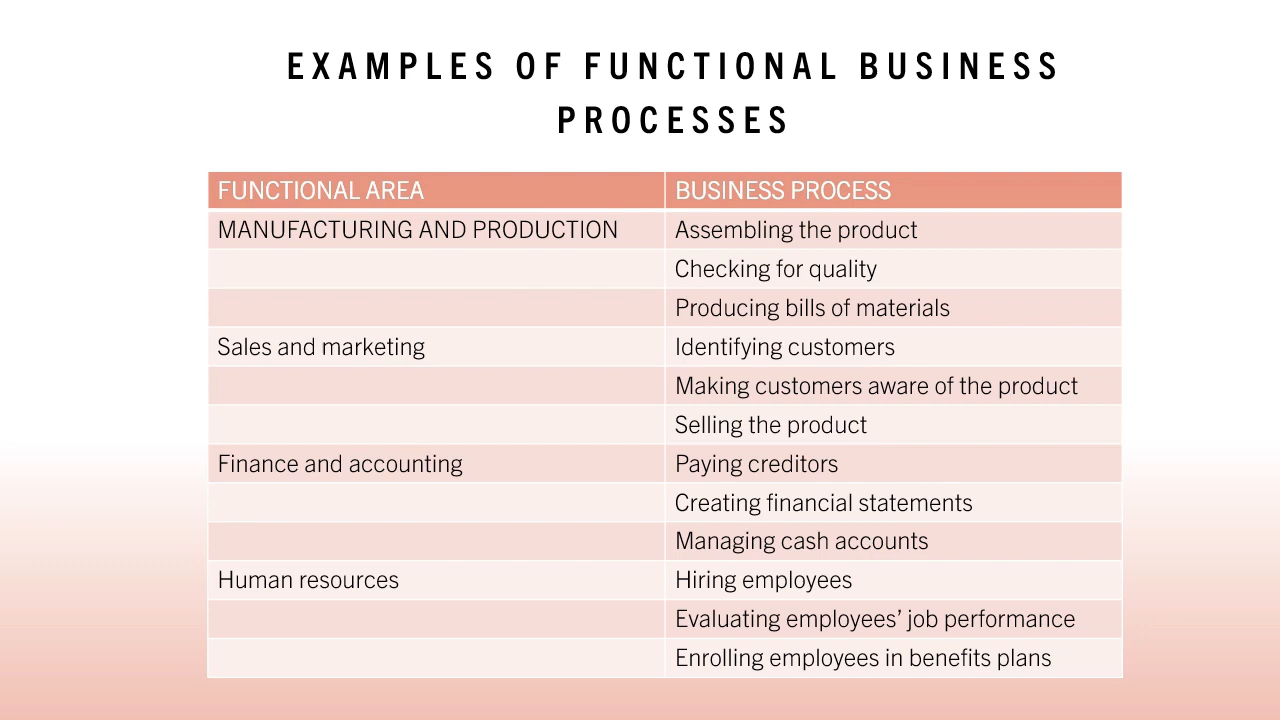 EXAMPLES OF FUNCTIONAL BUSINESS
PROCESSES
FUNCTIONAL AREA BUSINESS PROCESS
MANUFACTURING AND PRODUCTION Assembling the product
Checking for quality
Producing bills of materials
Sales and marketing Identifying customers
Making customers aware of the product
Selling the product
Finance and accounting Paying creditors
Creating financial statements
Managing cash accounts
Human resources Hiring employees
Evaluating employees’ job performance
Enrolling employees in benefits plans